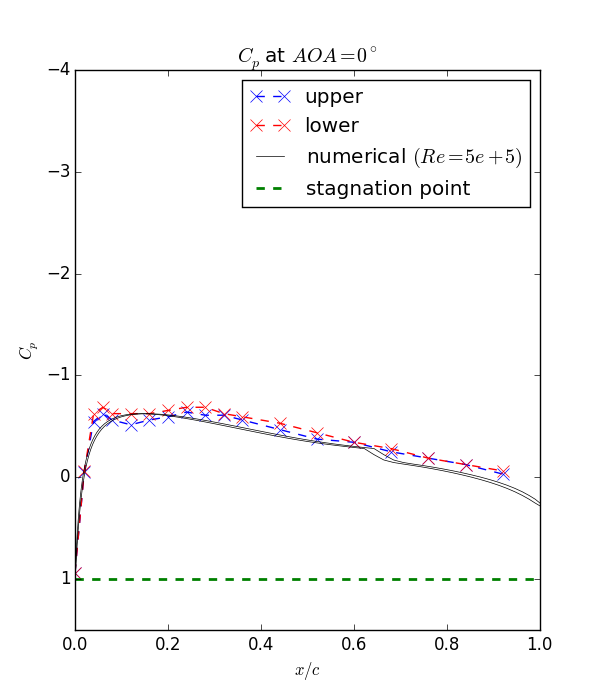 C_p at AOA=0°
−4
−3
−2
−1
0
1
C_p
upper
lower
numerical (Re=5e+5)
stagnation point
0.0 0.2 0.4 0.6 0.8 1.0
x/c